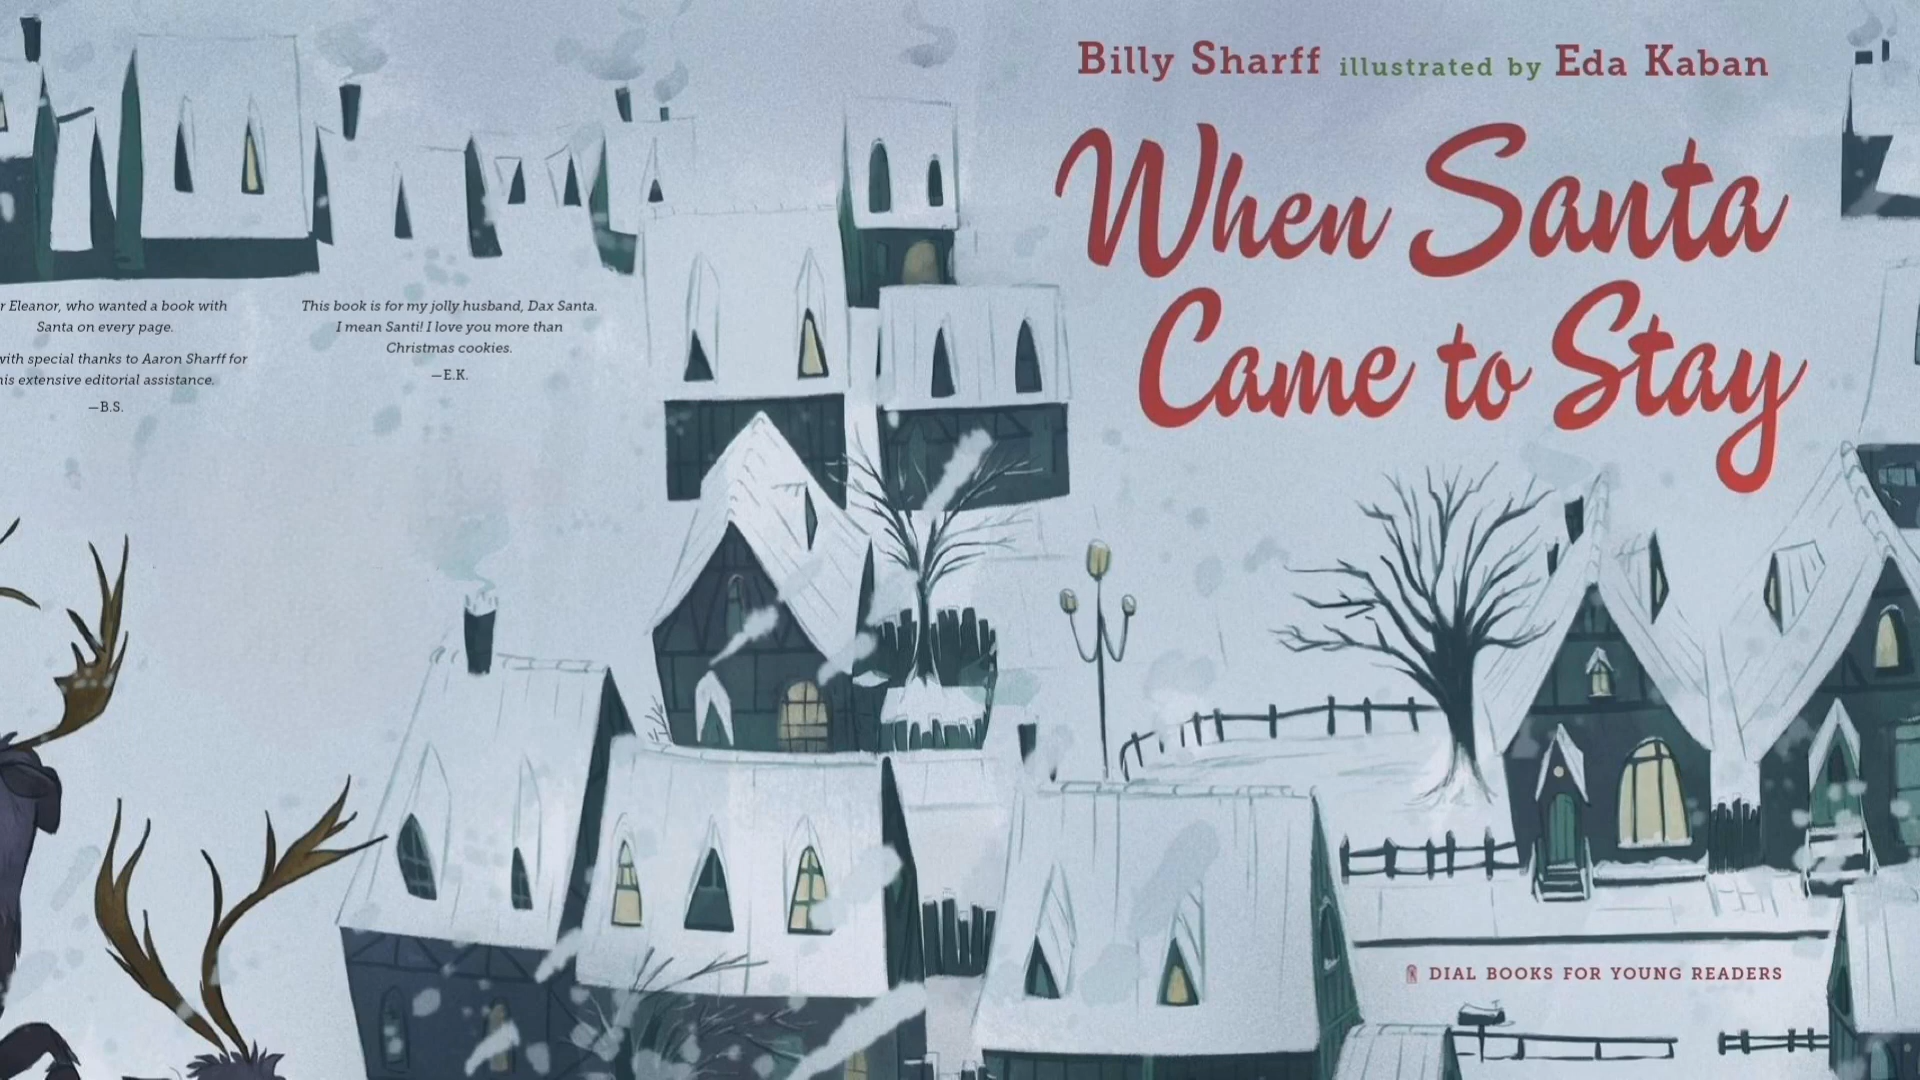 Billy Sharff illustrated by Eda Kaban
When Santa
Came to Stay
Eleanor, who wanted a book with
Santa on every page.
with special thanks to Aaron Sharff for
his extensive editorial assistance.
—B.S.
This book is for my jolly husband, Dax Santa.
I mean Santi! I love you more than
Christmas cookies.
—E.K.
DIAL BOOKS FOR YOUNG READERS